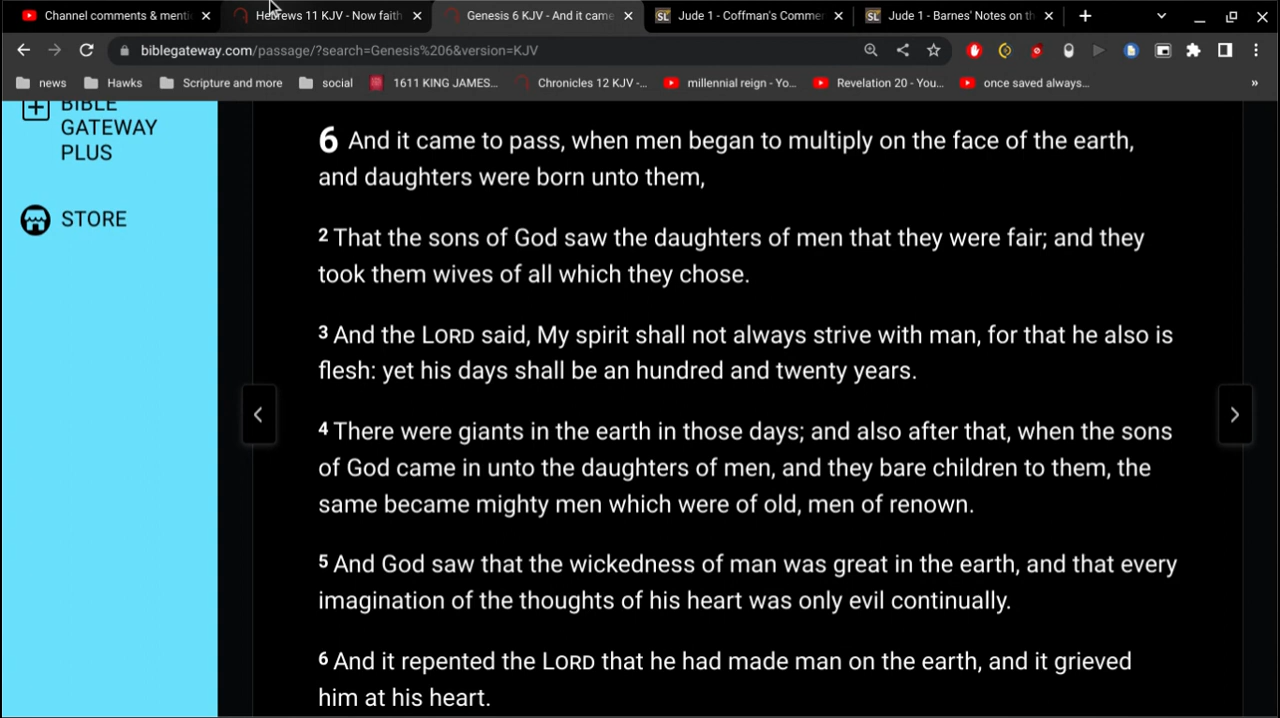 Channel comments & menti
Hebrews 11 KJV - Now faith
Genesis 6 KJV - And it came
Jude 1 - Coffman's Comme
Jude 1 - Barnes' Notes on th
biblegateway.com/passage/?search=Genesis%206&version=KJV
news
Hawks
Scripture and more
social
1611 KING JAMES...
Chronicles 12 KJV -...
millennial reign - Yo...
Revelation 20 - You...
once saved always...
BIBLE
GATEWAY
PLUS
STORE
6 And it came to pass, when men began to multiply on the face of the earth,
and daughters were born unto them,
2 That the sons of God saw the daughters of men that they were fair; and they
took them wives of all which they chose.
3 And the LORD said, My spirit shall not always strive with man, for that he also is
flesh: yet his days shall be an hundred and twenty years.
4 There were giants in the earth in those days; and also after that, when the sons
of God came in unto the daughters of men, and they bare children to them, the
same became mighty men which were of old, men of renown.
5 And God saw that the wickedness of man was great in the earth, and that every
imagination of the thoughts of his heart was only evil continually.
6 And it repented the LORD that he had made man on the earth, and it grieved
him at his heart.